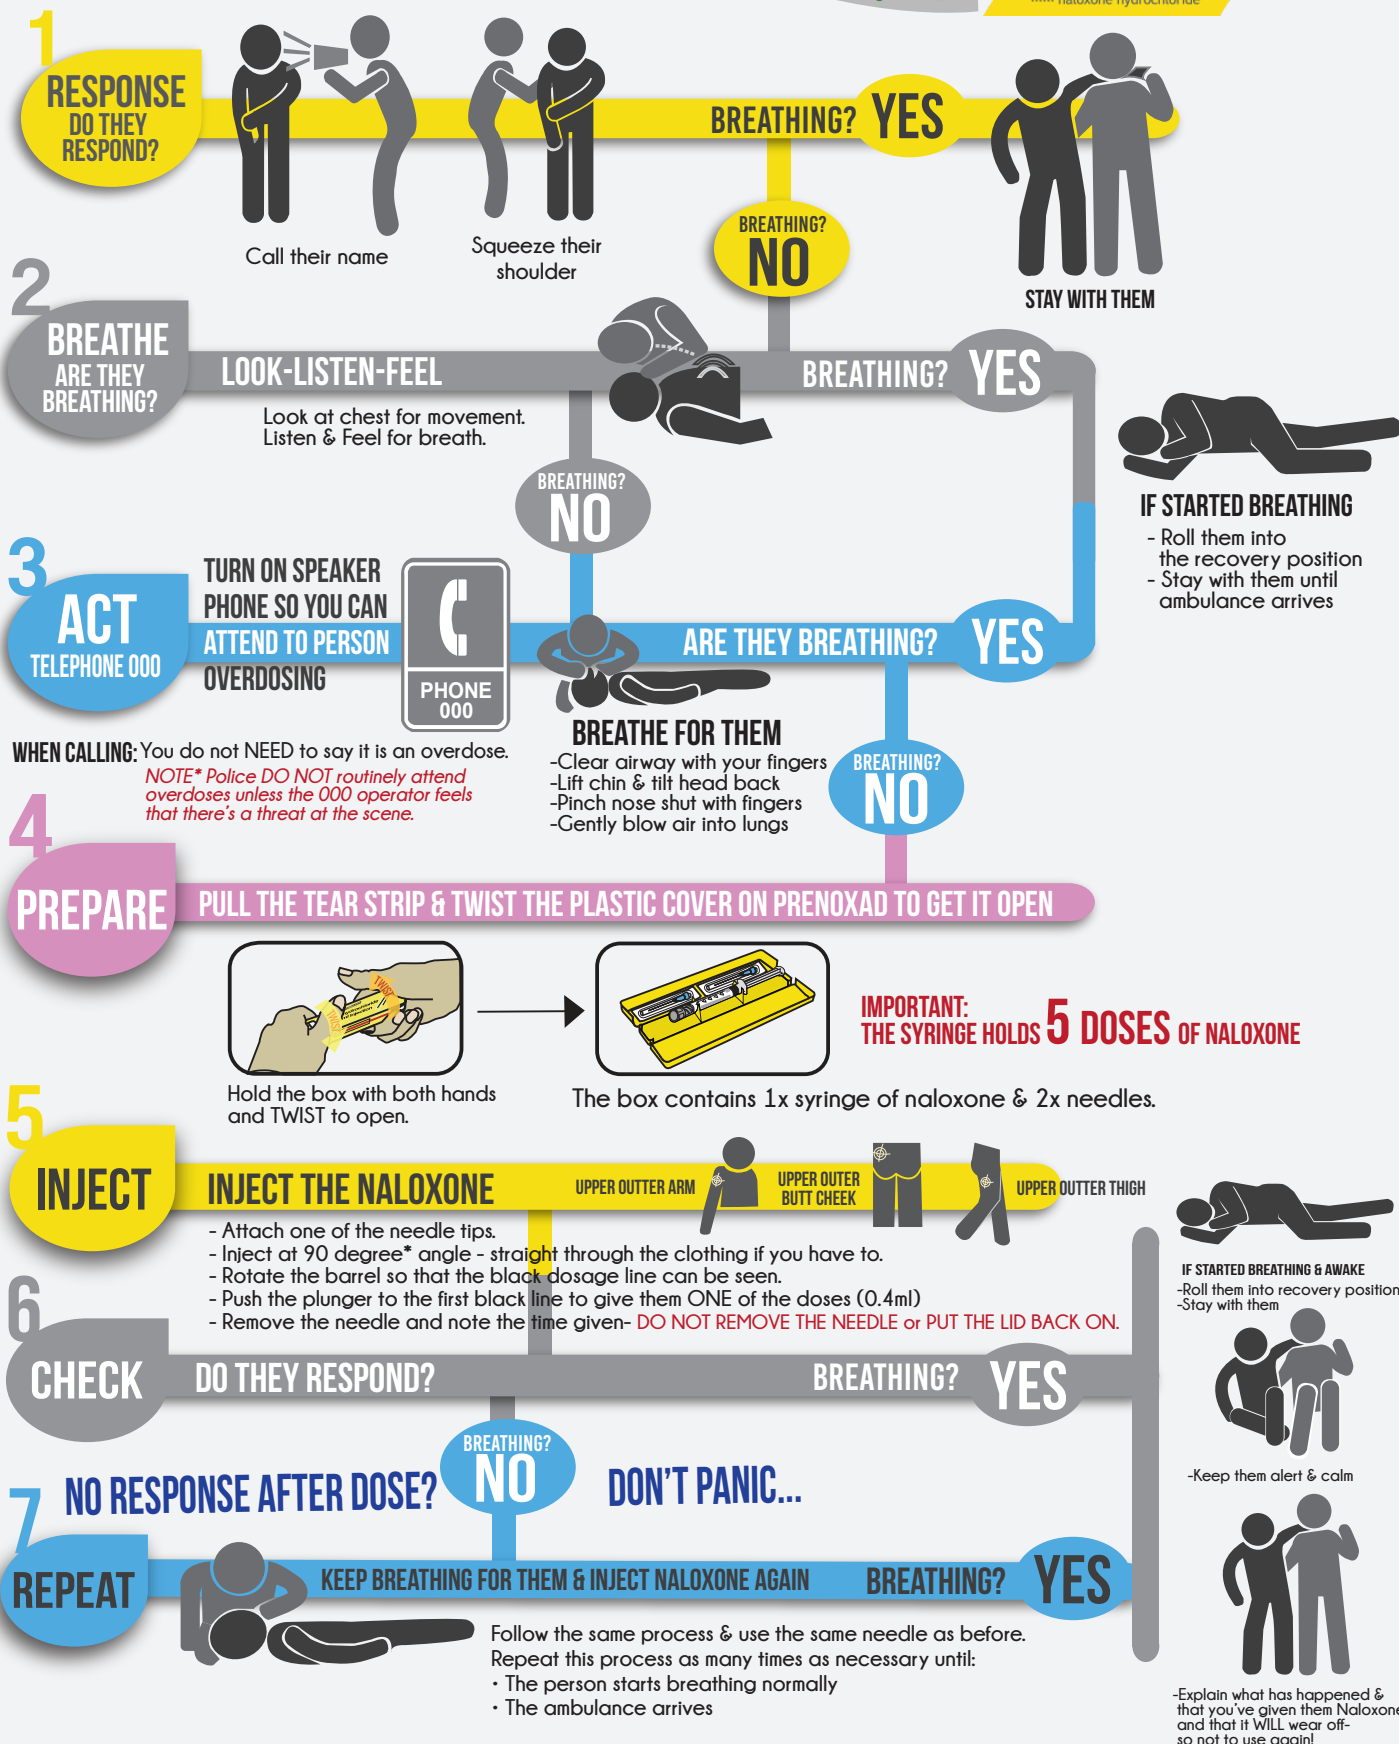 naloxone hydrochloride
1
RESPONSE
DO THEY
RESPOND?
BREATHING? YES
Call their name
Squeeze their
shoulder
BREATHING?
NO
STAY WITH THEM
2
BREATHE
ARE THEY
BREATHING?
LOOK-LISTEN-FEEL
BREATHING? YES
Look at chest for movement.
Listen & Feel for breath.
BREATHING?
NO
IF STARTED BREATHING
- Roll them into
the recovery position
- Stay with them until
ambulance arrives
3
ACT
TELEPHONE 000
TURN ON SPEAKER
PHONE SO YOU CAN
ATTEND TO PERSON
OVERDOSING
PHONE
000
ARE THEY BREATHING? YES
WHEN CALLING: You do not NEED to say it is an overdose.
NOTE* Police DO NOT routinely attend
overdoses unless the 000 operator feels
that there's a threat at the scene.
BREATHE FOR THEM
-Clear airway with your fingers
-Lift chin & tilt head back
-Pinch nose shut with fingers
-Gently blow air into lungs
BREATHING?
NO
4
PREPARE
PULL THE TEAR STRIP & TWIST THE PLASTIC COVER ON PRENOXAD TO GET IT OPEN
TWIST
TWIST
Hold the box with both hands
and TWIST to open.
The box contains 1x syringe of naloxone & 2x needles.
IMPORTANT:
THE SYRINGE HOLDS 5 DOSES OF NALOXONE
5
INJECT
INJECT THE NALOXONE
UPPER OUTTER ARM
UPPER OUTER
BUTT CHEEK
UPPER OUTTER THIGH
- Attach one of the needle tips.
- Inject at 90 degree* angle - straight through the clothing if you have to.
- Rotate the barrel so that the black dosage line can be seen.
- Push the plunger to the first black line to give them ONE of the doses (0.4ml)
- Remove the needle and note the time given- DO NOT REMOVE THE NEEDLE or PUT THE LID BACK ON.
IF STARTED BREATHING & AWAKE
-Roll them into recovery position
-Stay with them
6
CHECK
DO THEY RESPOND?
BREATHING? YES
-Keep them alert & calm
BREATHING?
NO
NO RESPONSE AFTER DOSE?
DON'T PANIC...
7
REPEAT
KEEP BREATHING FOR THEM & INJECT NALOXONE AGAIN
BREATHING? YES
Follow the same process & use the same needle as before.
Repeat this process as many times as necessary until:
• The person starts breathing normally
• The ambulance arrives
-Explain what has happened &
that you've given them Naloxone
and that it WILL wear off-
so not to use again!